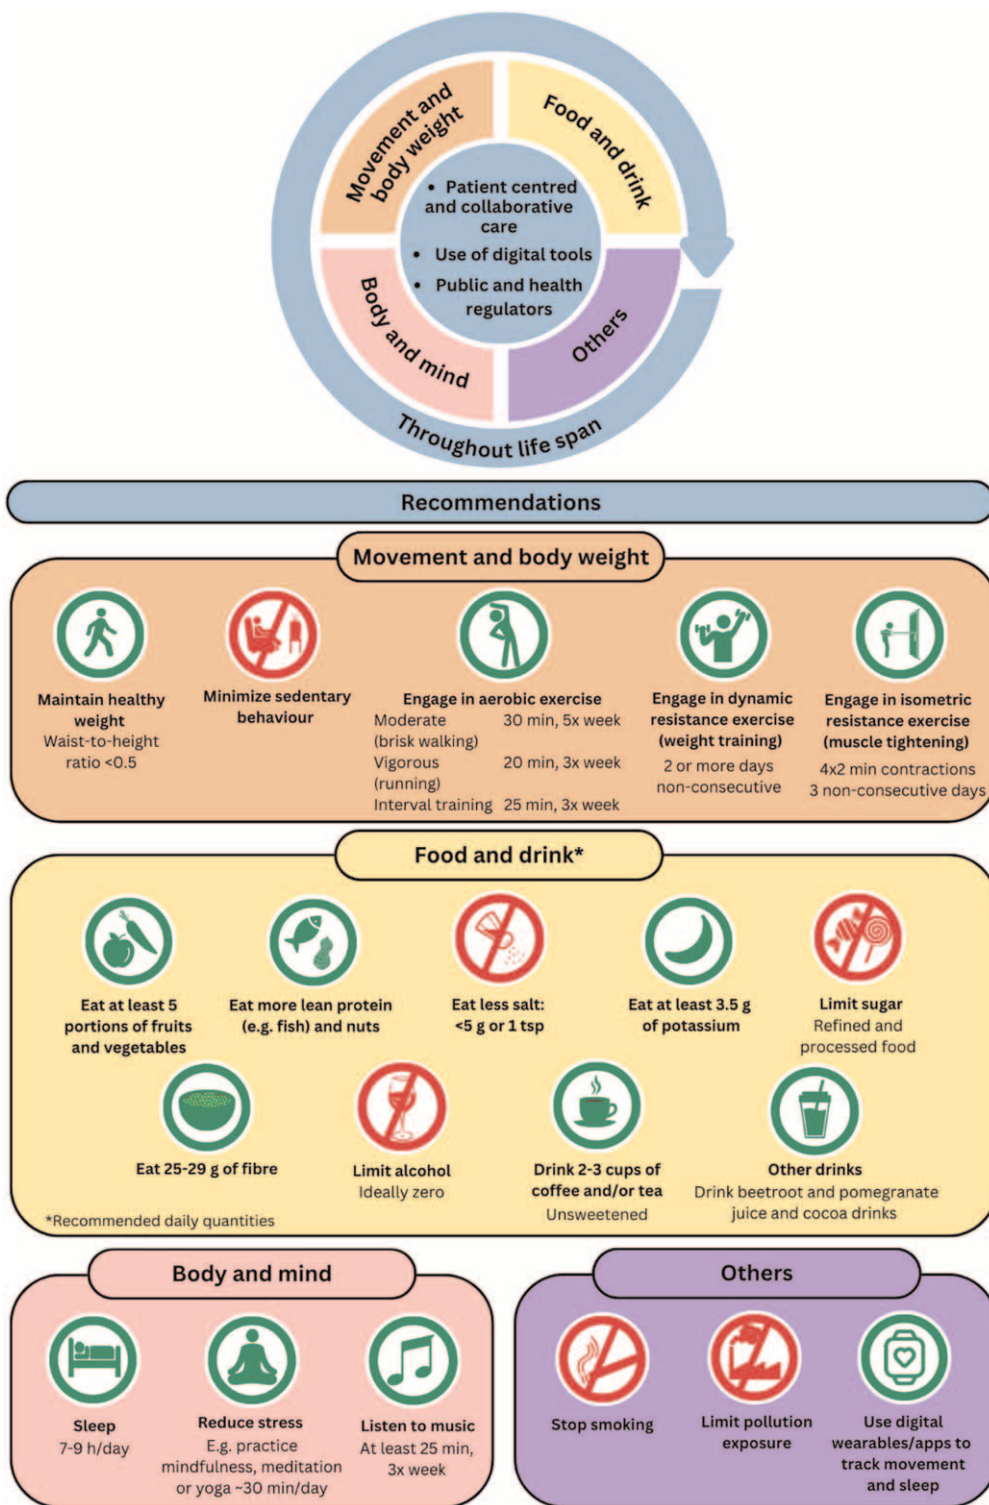 Movement and
body weight
Food and
drink
• Patient centred
and collaborative
care
• Use of digital tools
• Public and health
regulators
Body and mind
Others
Throughout life span
Recommendations
Movement and body weight
Maintain healthy
weight
Waist-to-height
ratio <0.5
Minimize sedentary
behaviour
Engage in aerobic exercise
Moderate 30 min, 5x week
(brisk walking)
Vigorous 20 min, 3x week
(running)
Interval training 25 min, 3x week
Engage in dynamic
resistance exercise
(weight training)
2 or more days
non-consecutive
Engage in isometric
resistance exercise
(muscle tightening)
4x2 min contractions
3 non-consecutive days
Food and drink*
Eat at least 5
portions of fruits
and vegetables
Eat more lean protein
(e.g. fish) and nuts
Eat less salt:
<5 g or 1 tsp
Eat at least 3.5 g
of potassium
Limit sugar
Refined and
processed food
Eat 25-29 g of fibre
Limit alcohol
Ideally zero
Drink 2-3 cups of
coffee and/or tea
Unsweetened
Other drinks
Drink beetroot and pomegranate
juice and cocoa drinks
*Recommended daily quantities
Body and mind
Sleep
7-9 h/day
Reduce stress
E.g. practice
mindfulness, meditation
or yoga ~30 min/day
Listen to music
At least 25 min,
3x week
Others
Stop smoking
Limit pollution
exposure
Use digital
wearables/apps to
track movement
and sleep